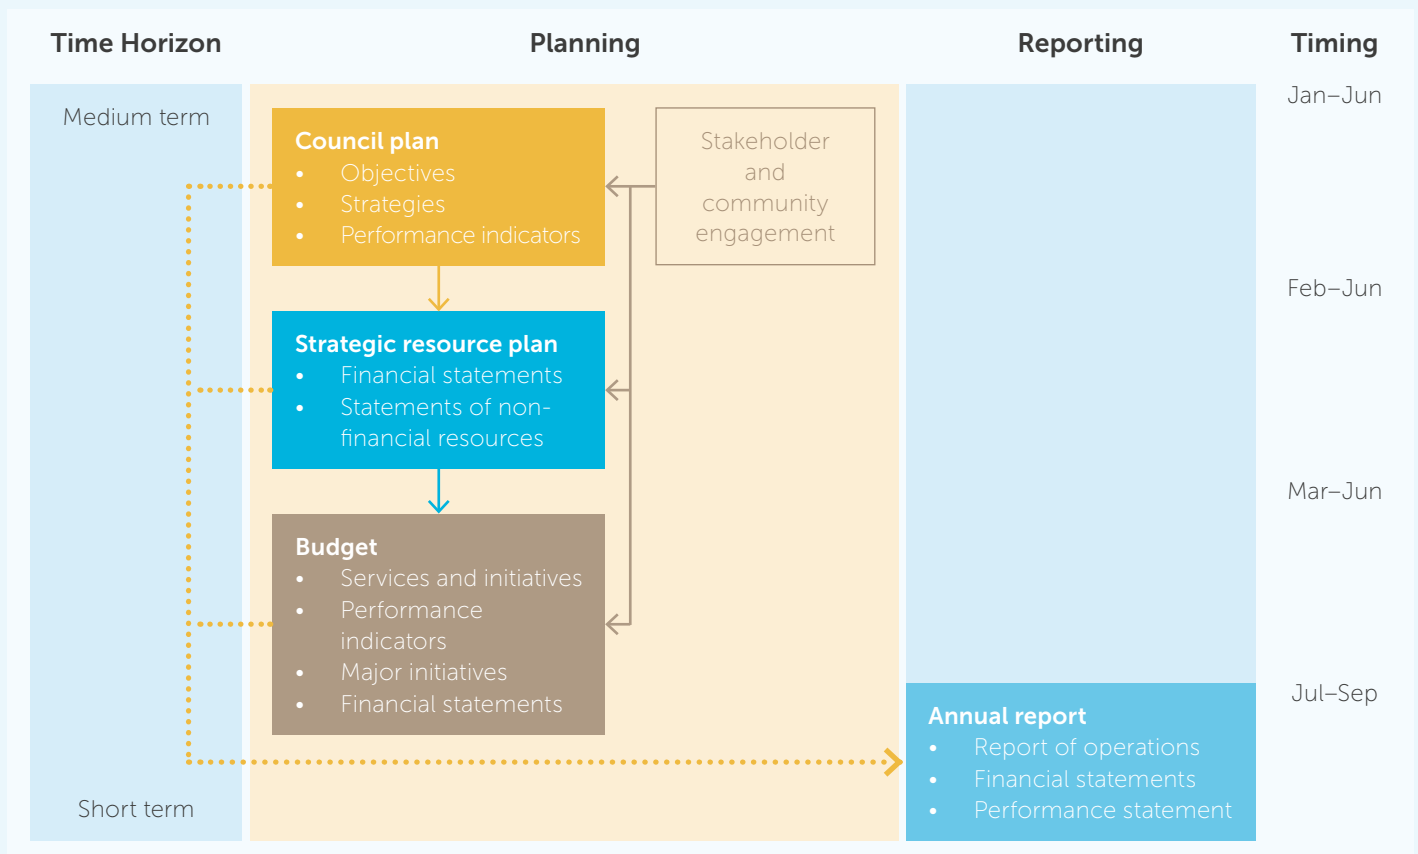 Time Horizon
Planning
Reporting
Timing
Medium term
Short term
Council plan
• Objectives
• Strategies
• Performance indicators
Stakeholder
and
community
engagement
Strategic resource plan
• Financial statements
• Statements of non-
financial resources
Budget
• Services and initiatives
• Performance
indicators
• Major initiatives
• Financial statements
Annual report
• Report of operations
• Financial statements
• Performance statement
Jan–Jun
Feb–Jun
Mar–Jun
Jul–Sep